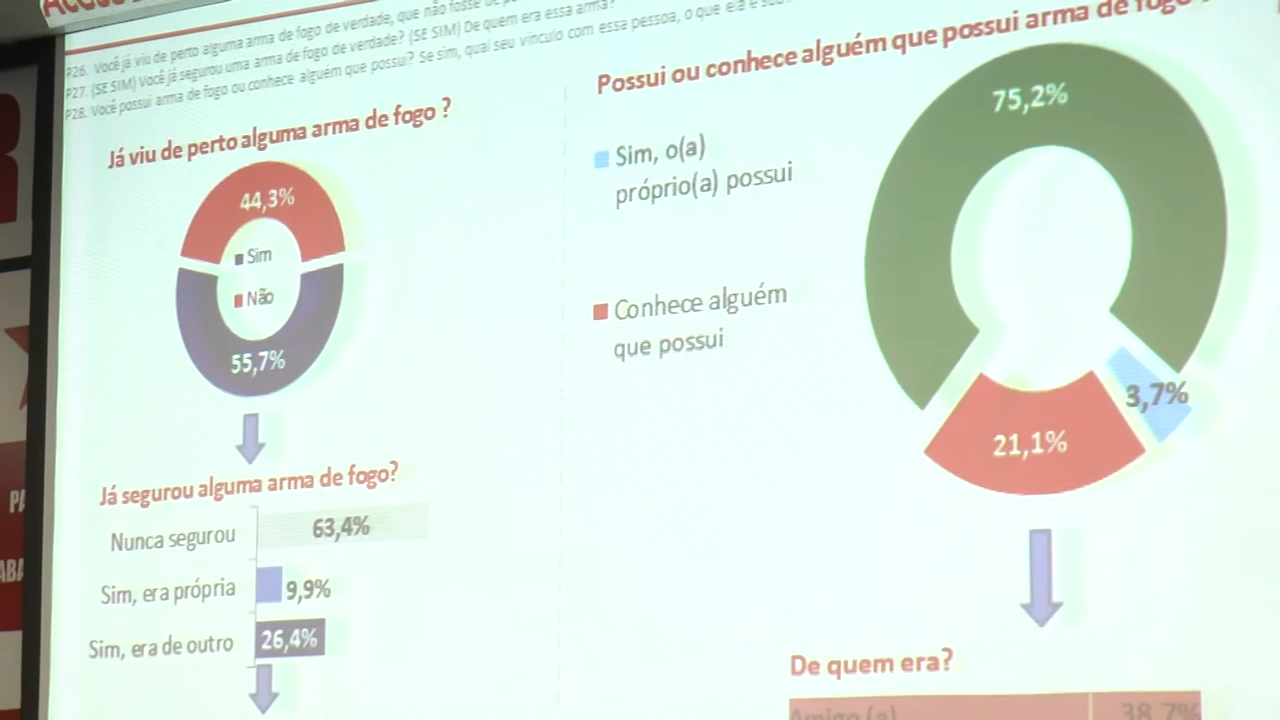 P26. Você já viu de perto alguma arma de fogo de verdade, que não fosse de
P27. (SE SIM) Você já segurou uma arma de fogo de verdade? (SE SIM) De quem era essa arma?
P28. Você possui arma de fogo ou conhece alguém que possui? Se sim, qual seu vínculo com essa pessoa, o que ela é
Já viu de perto alguma arma de fogo ?
44,3%
Sim
Não
55,7%
Já segurou alguma arma de fogo?
Nunca segurou 63,4%
Sim, era própria 9,9%
Sim, era de outro 26,4%
Possui ou conhece alguém que possui arma de fogo
75,2%
Sim, o(a)
próprio(a) possui
Conhece alguém
que possui
3,7%
21,1%
De quem era?
Amigo (a) 38,7%